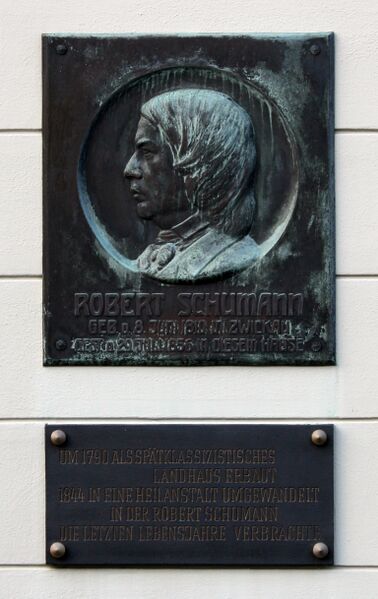 ROBERT SCHUMANN
GEB. D. 8. JUNI 1810 IN ZWICKAU
GEST. D. 29. JULI 1856 IN DIESEM HAUSE
UM 1790 ALS SPÄTKLASSIZISTISCHES
LANDHAUS ERBAUT
1844 IN EINE HEILANSTALT UMGEWANDELT
IN DER ROBERT SCHUMANN
DIE LETZTEN LEBENSJAHRE VERBRACHTE